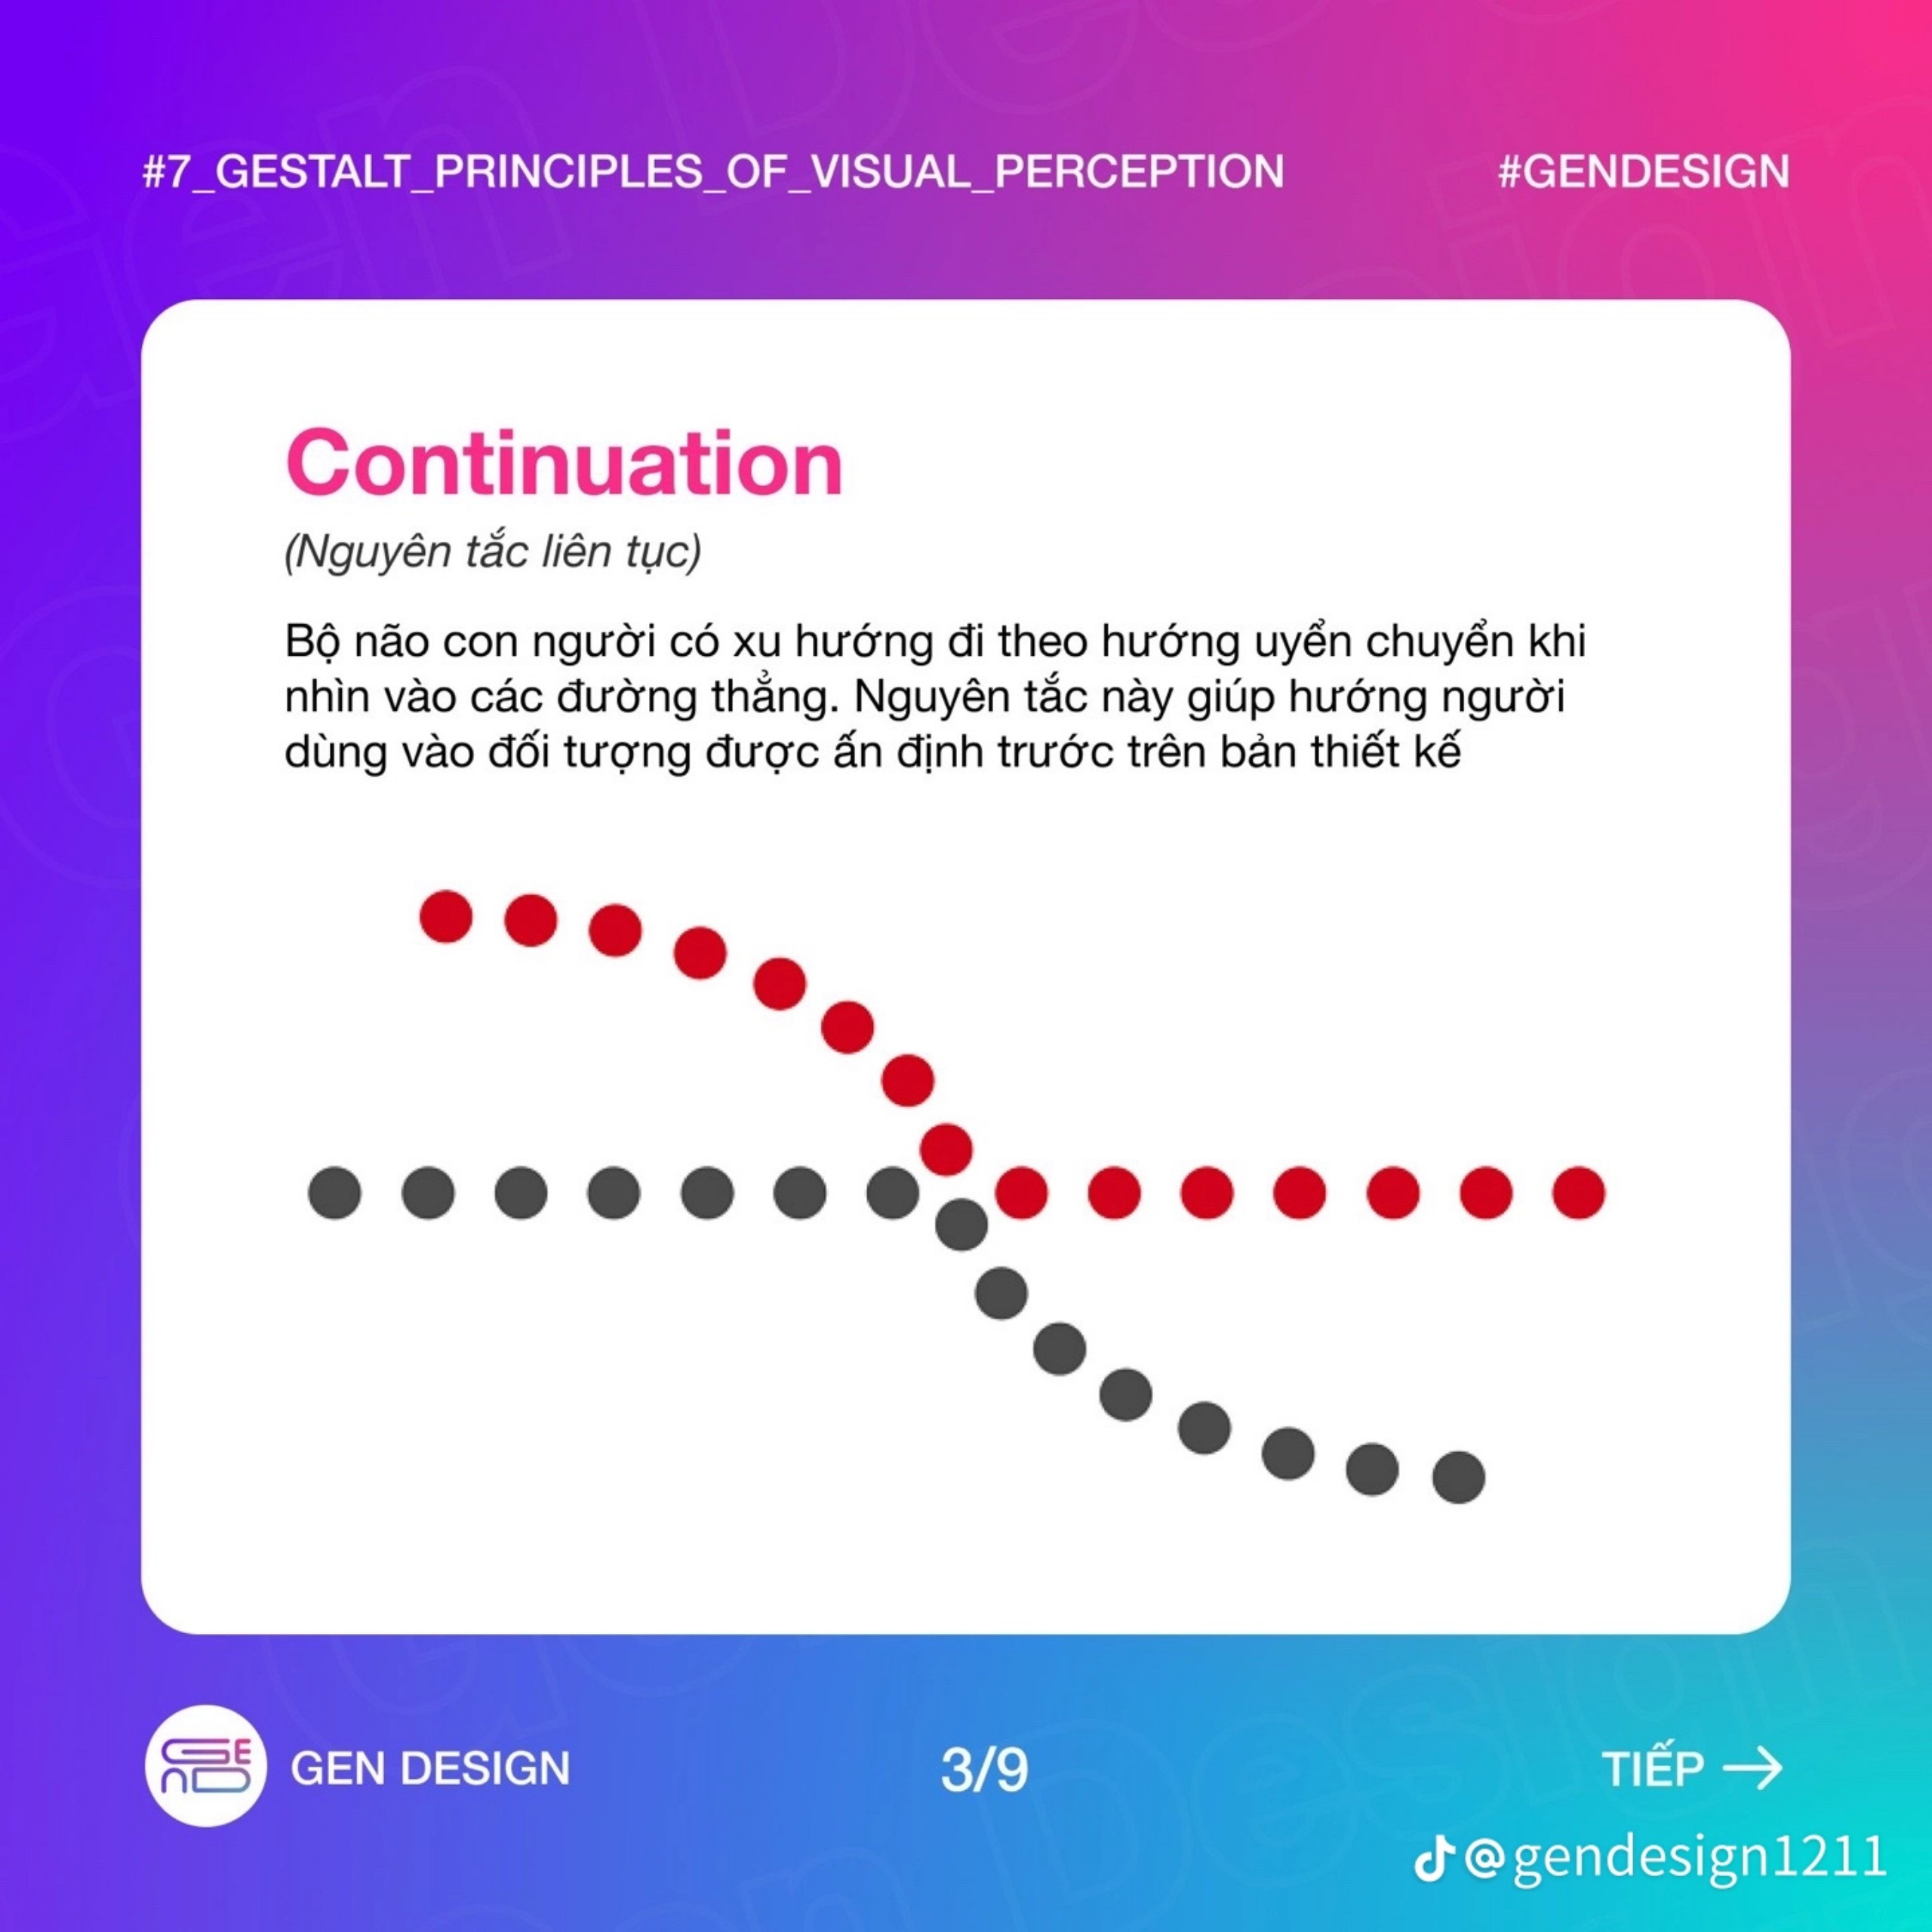 #7_GESTALT_PRINCIPLES_OF_VISUAL_PERCEPTION
#GENDESIGN
Continuation
(Nguyên tắc liên tục)
Bộ não con người có xu hướng đi theo hướng uyển chuyển khi
nhìn vào các đường thẳng. Nguyên tắc này giúp hướng người
dùng vào đối tượng được ấn định trước trên bản thiết kế
GEN DESIGN
3/9
TIẾP →
@gendesign1211